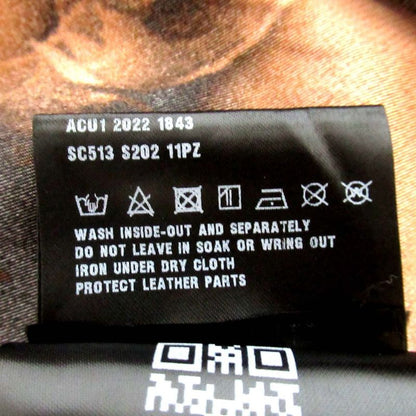 ACU1 2022 1843
SC513 S202 11PZ
WASH INSIDE-OUT AND SEPARATELY
DO NOT LEAVE IN SOAK OR WRING OUT
IRON UNDER DRY CLOTH
PROTECT LEATHER PARTS